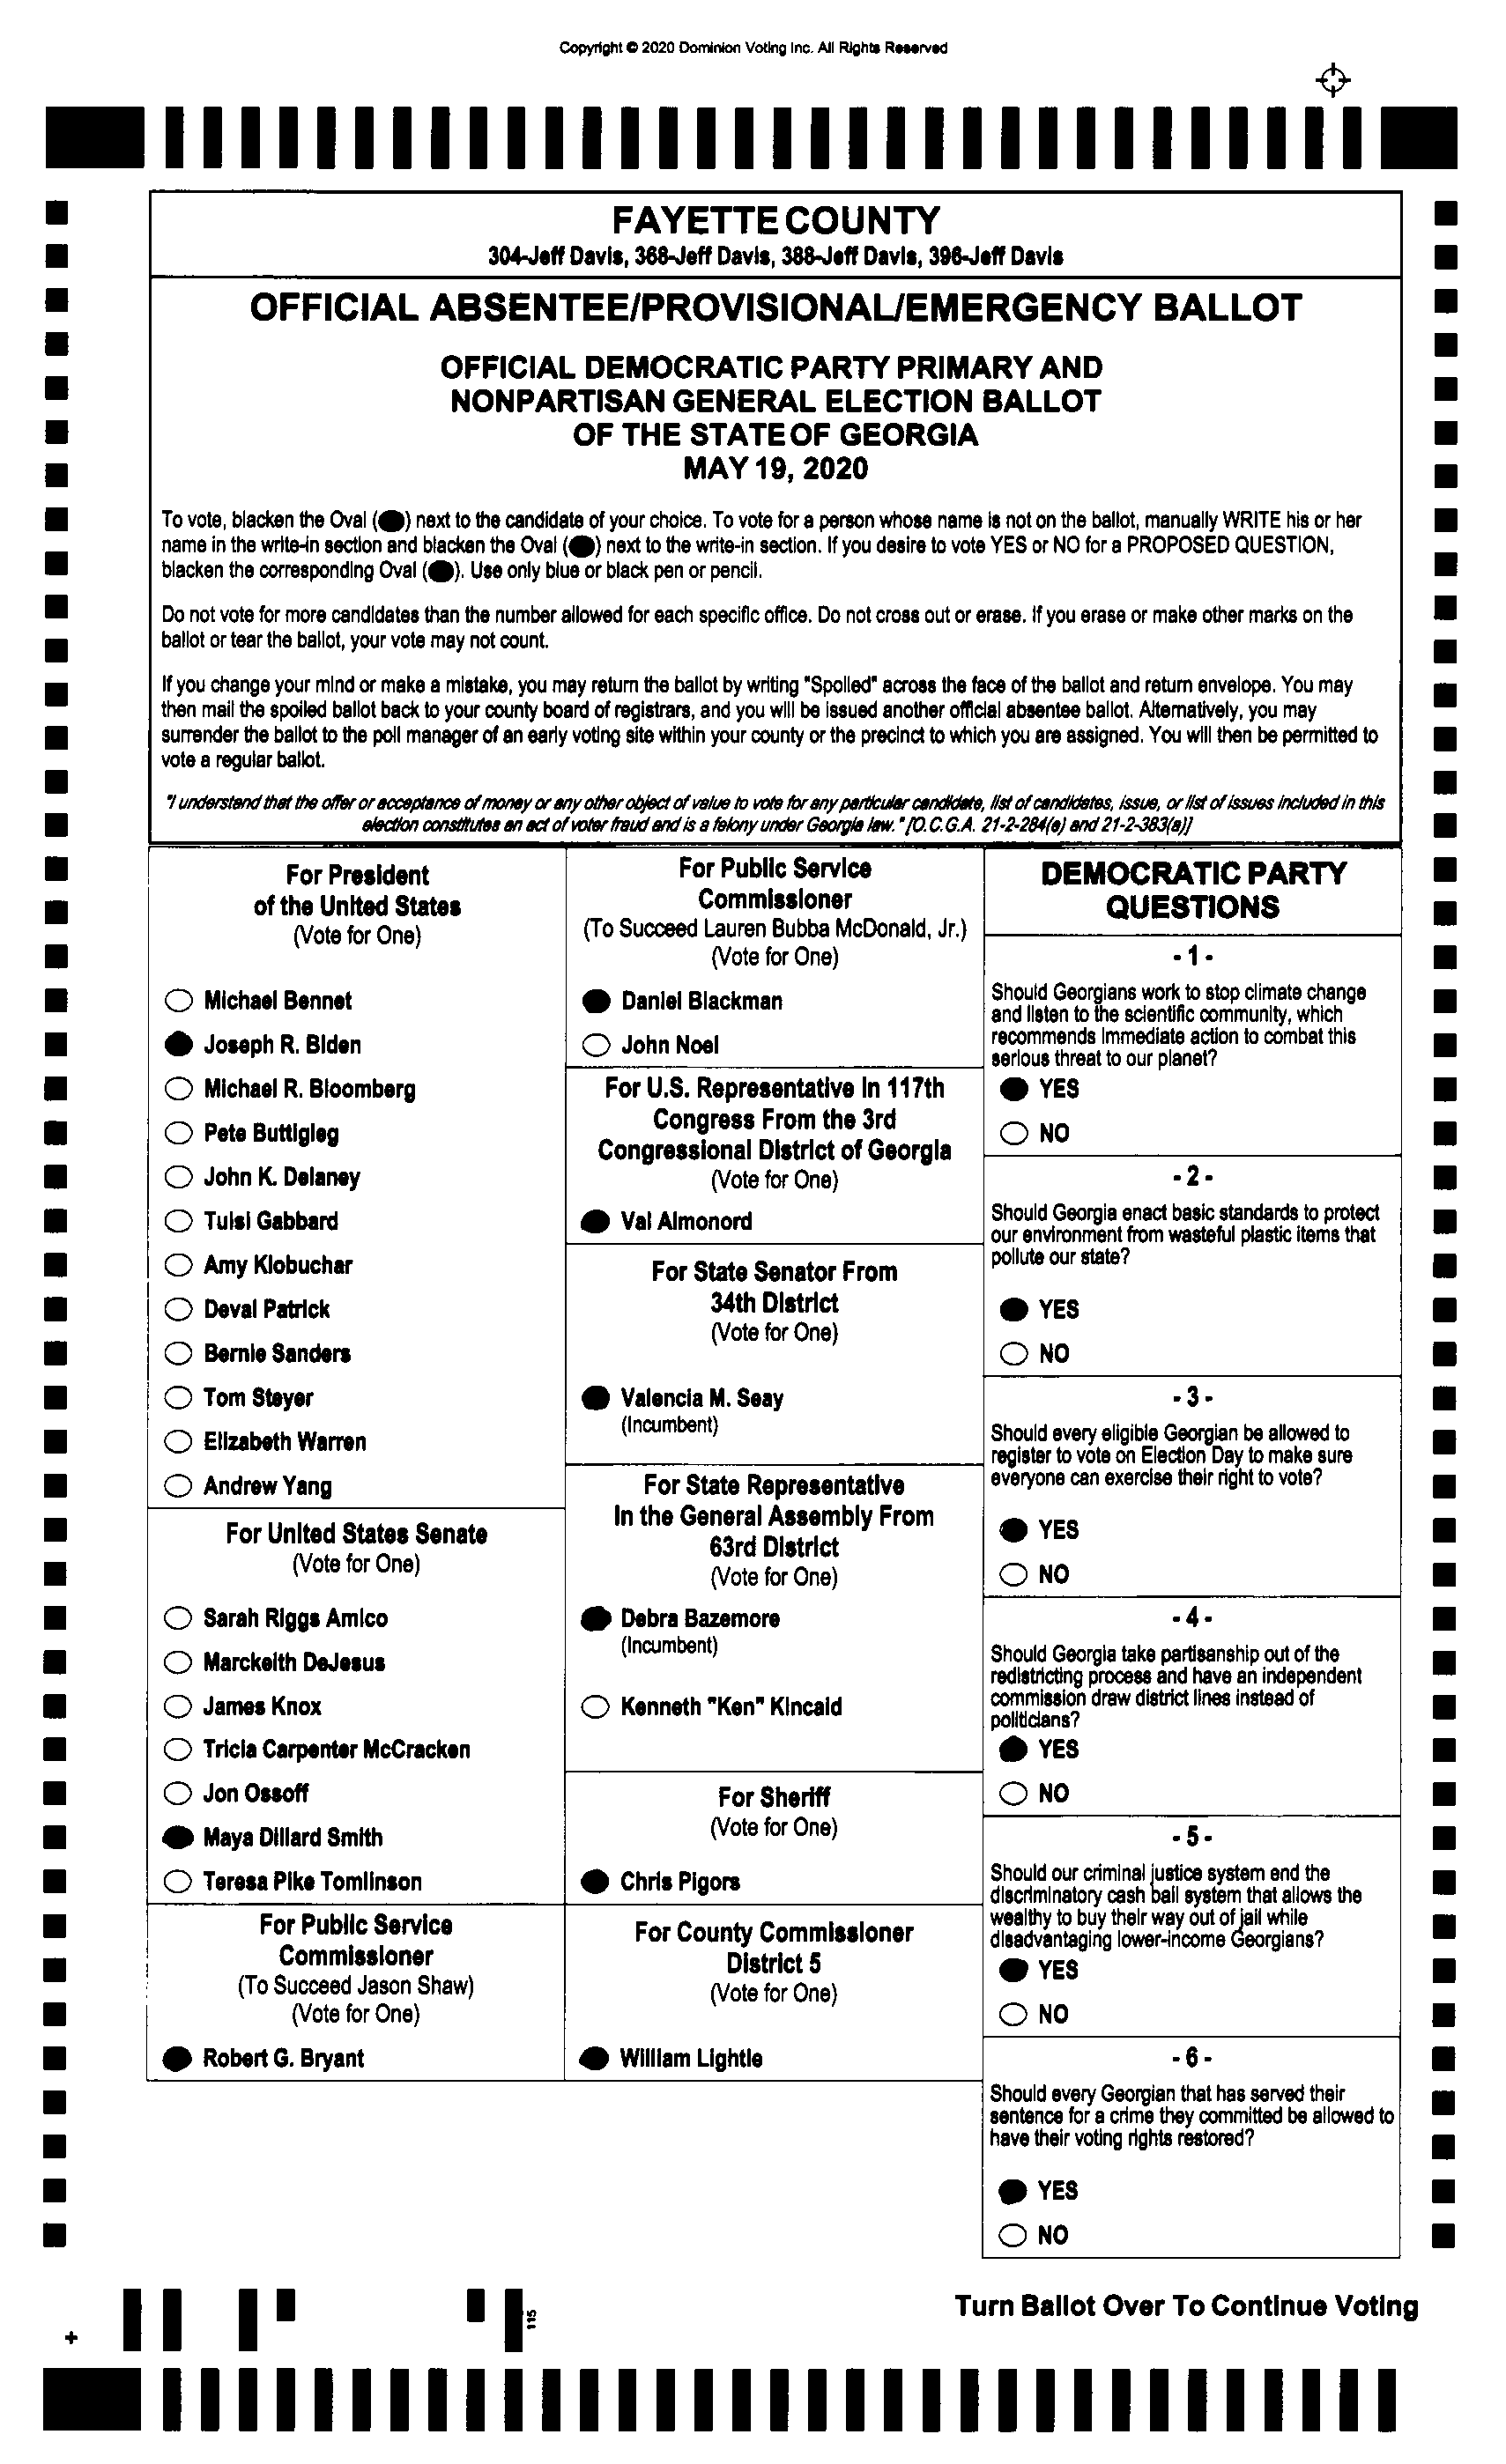 Copyright © 2020 Dominion Voting Inc. All Rights Reserved
FAYETTE COUNTY
304-Jeff Davis, 368-Jeff Davis, 388-Jeff Davis, 396-Jeff Davis
OFFICIAL ABSENTEE/PROVISIONAL/EMERGENCY BALLOT
OFFICIAL DEMOCRATIC PARTY PRIMARY AND
NONPARTISAN GENERAL ELECTION BALLOT
OF THE STATE OF GEORGIA
MAY 19, 2020
To vote, blacken the Oval (●) next to the candidate of your choice. To vote for a person whose name is not on the ballot, manually WRITE his or her
name in the write-in section and blacken the Oval (●) next to the write-in section. If you desire to vote YES or NO for a PROPOSED QUESTION,
blacken the corresponding Oval (●). Use only blue or black pen or pencil.
Do not vote for more candidates than the number allowed for each specific office. Do not cross out or erase. If you erase or make other marks on the
ballot or tear the ballot, your vote may not count.
If you change your mind or make a mistake, you may return the ballot by writing "Spoiled" across the face of the ballot and return envelope. You may
then mail the spoiled ballot back to your county board of registrars, and you will be issued another official absentee ballot. Alternatively, you may
surrender the ballot to the poll manager of an early voting site within your county or the precinct to which you are assigned. You will then be permitted to
vote a regular ballot.
"I understand that the offer or acceptance of money or any other object of value to vote for any particular candidate, list of candidates, issue, or list of issues included in this
election constitutes an act of voter fraud and is a felony under Georgia law." [O.C.G.A. 21-2-284(e) and 21-2-383(a)]
For President
of the United States
(Vote for One)
Michael Bennet
Joseph R. Biden
Michael R. Bloomberg
Pete Buttigieg
John K. Delaney
Tulsi Gabbard
Amy Klobuchar
Deval Patrick
Bernie Sanders
Tom Steyer
Elizabeth Warren
Andrew Yang
For United States Senate
(Vote for One)
Sarah Riggs Amico
Marckeith DeJesus
James Knox
Tricia Carpenter McCracken
Jon Ossoff
Maya Dillard Smith
Teresa Pike Tomlinson
For Public Service
Commissioner
(To Succeed Jason Shaw)
(Vote for One)
Robert G. Bryant
For Public Service
Commissioner
(To Succeed Lauren Bubba McDonald, Jr.)
(Vote for One)
Daniel Blackman
John Noel
For U.S. Representative in 117th
Congress From the 3rd
Congressional District of Georgia
(Vote for One)
Val Almonord
For State Senator From
34th District
(Vote for One)
Valencia M. Seay
(Incumbent)
For State Representative
In the General Assembly From
63rd District
(Vote for One)
Debra Bazemore
(Incumbent)
Kenneth "Ken" Kincaid
For Sheriff
(Vote for One)
Chris Pigors
For County Commissioner
District 5
(Vote for One)
William Lightle
DEMOCRATIC PARTY
QUESTIONS
- 1 -
Should Georgians work to stop climate change
and listen to the scientific community, which
recommends immediate action to combat this
serious threat to our planet?
YES
NO
- 2 -
Should Georgia enact basic standards to protect
our environment from wasteful plastic items that
pollute our state?
YES
NO
- 3 -
Should every eligible Georgian be allowed to
register to vote on Election Day to make sure
everyone can exercise their right to vote?
YES
NO
- 4 -
Should Georgia take partisanship out of the
redistricting process and have an independent
commission draw district lines instead of
politicians?
YES
NO
- 5 -
Should our criminal justice system end the
discriminatory cash bail system that allows the
wealthy to buy their way out of jail while
disadvantaging lower-income Georgians?
YES
NO
- 6 -
Should every Georgian that has served their
sentence for a crime they committed be allowed to
have their voting rights restored?
YES
NO
Turn Ballot Over To Continue Voting
115